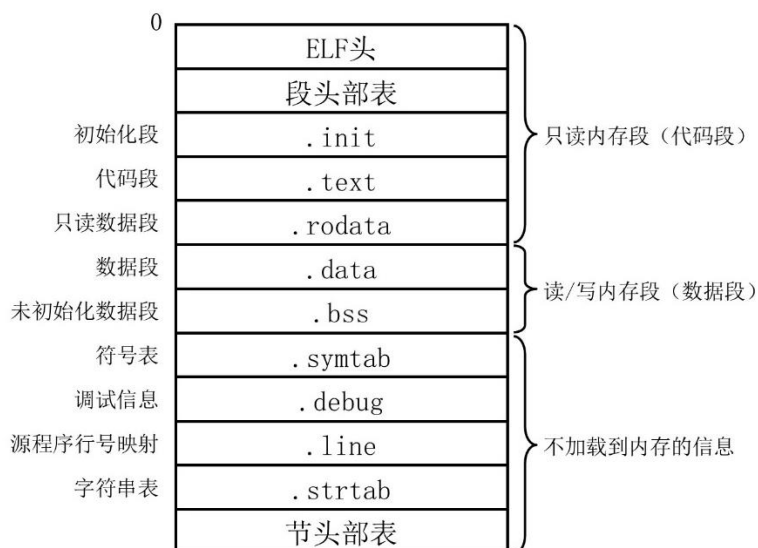 0
ELF头
段头部表
初始化段 .init
只读内存段（代码段）
代码段 .text
只读数据段 .rodata
数据段 .data
读/写内存段（数据段）
未初始化数据段 .bss
符号表 .symtab
调试信息 .debug
源程序行号映射 .line
不加载到内存的信息
字符串表 .strtab
节头部表